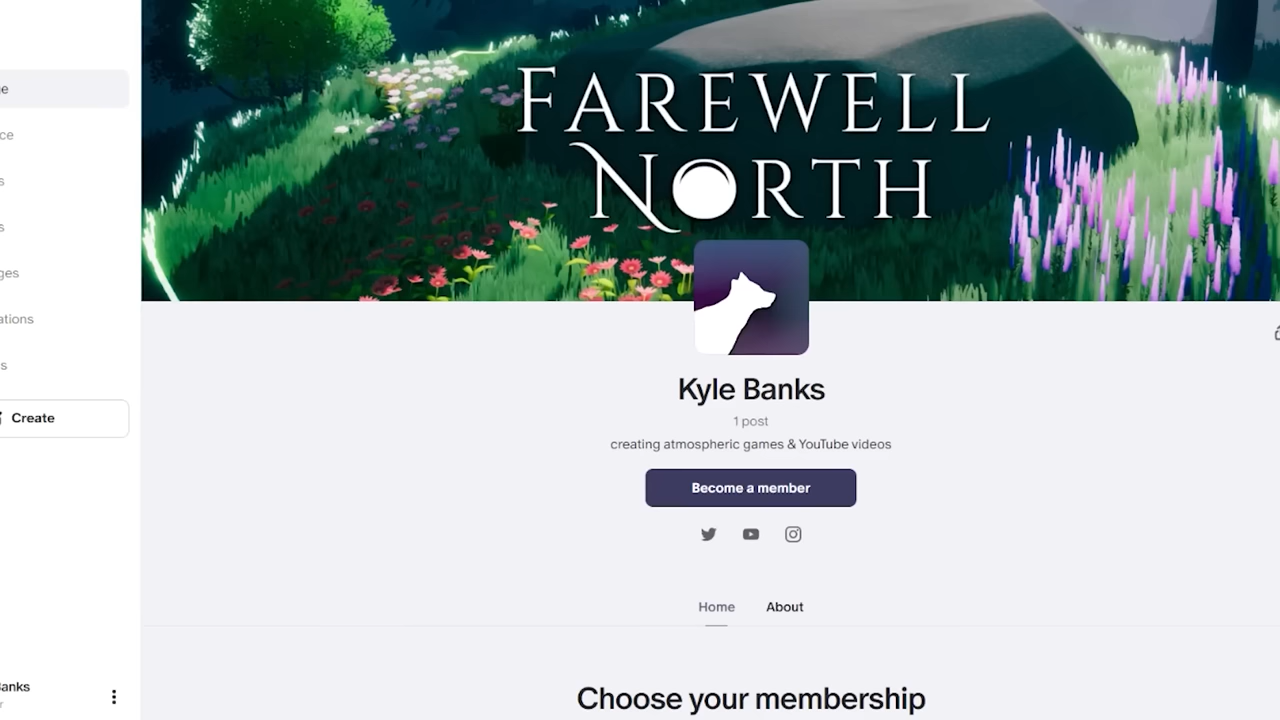 FAREWELL
NORTH
Create
Kyle Banks
1 post
creating atmospheric games & YouTube videos
Become a member
Home About
Choose your membership